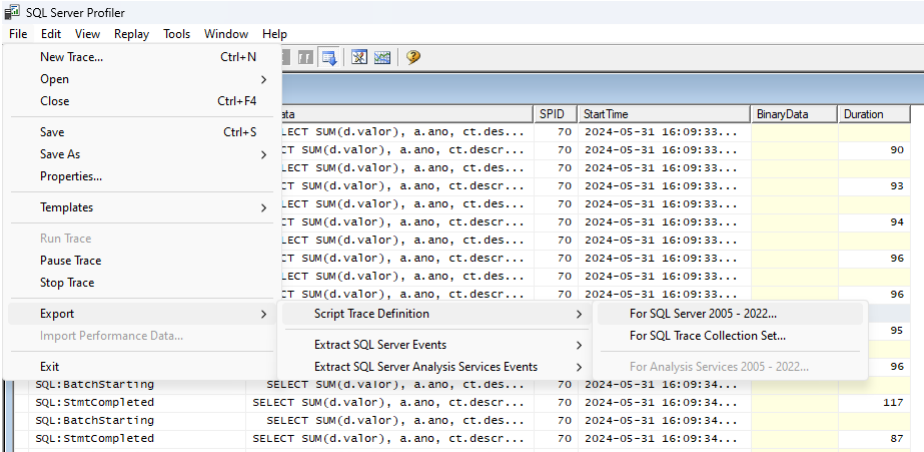 SQL Server Profiler
File Edit View Replay Tools Window Help
New Trace... Ctrl+N
Open
Close Ctrl+F4
Save Ctrl+S
Save As
Properties...
Templates
Run Trace
Pause Trace
Stop Trace
Export
Import Performance Data...
Exit
Script Trace Definition
Extract SQL Server Events
Extract SQL Server Analysis Services Events
For SQL Server 2005 - 2022...
For SQL Trace Collection Set...
For Analysis Services 2005 - 2022...
SPID StartTime BinaryData Duration
LECT SUM(d.valor), a.ano, ct.des... 70 2024-05-31 16:09:33...
CT SUM(d.valor), a.ano, ct.descr... 70 2024-05-31 16:09:33... 90
LECT SUM(d.valor), a.ano, ct.des... 70 2024-05-31 16:09:33...
CT SUM(d.valor), a.ano, ct.descr... 70 2024-05-31 16:09:33... 93
LECT SUM(d.valor), a.ano, ct.des... 70 2024-05-31 16:09:33...
CT SUM(d.valor), a.ano, ct.descr... 70 2024-05-31 16:09:33... 94
LECT SUM(d.valor), a.ano, ct.des... 70 2024-05-31 16:09:33...
CT SUM(d.valor), a.ano, ct.descr... 70 2024-05-31 16:09:33... 96
LECT SUM(d.valor), a.ano, ct.des... 70 2024-05-31 16:09:33...
CT SUM(d.valor), a.ano, ct.descr... 70 2024-05-31 16:09:33... 96
95
96
SQL:BatchStarting SELECT SUM(d.valor), a.ano, ct.des... 70 2024-05-31 16:09:34...
SQL:StmtCompleted SELECT SUM(d.valor), a.ano, ct.descr... 70 2024-05-31 16:09:34... 117
SQL:BatchStarting SELECT SUM(d.valor), a.ano, ct.des... 70 2024-05-31 16:09:34...
SQL:StmtCompleted SELECT SUM(d.valor), a.ano, ct.descr... 70 2024-05-31 16:09:34... 87